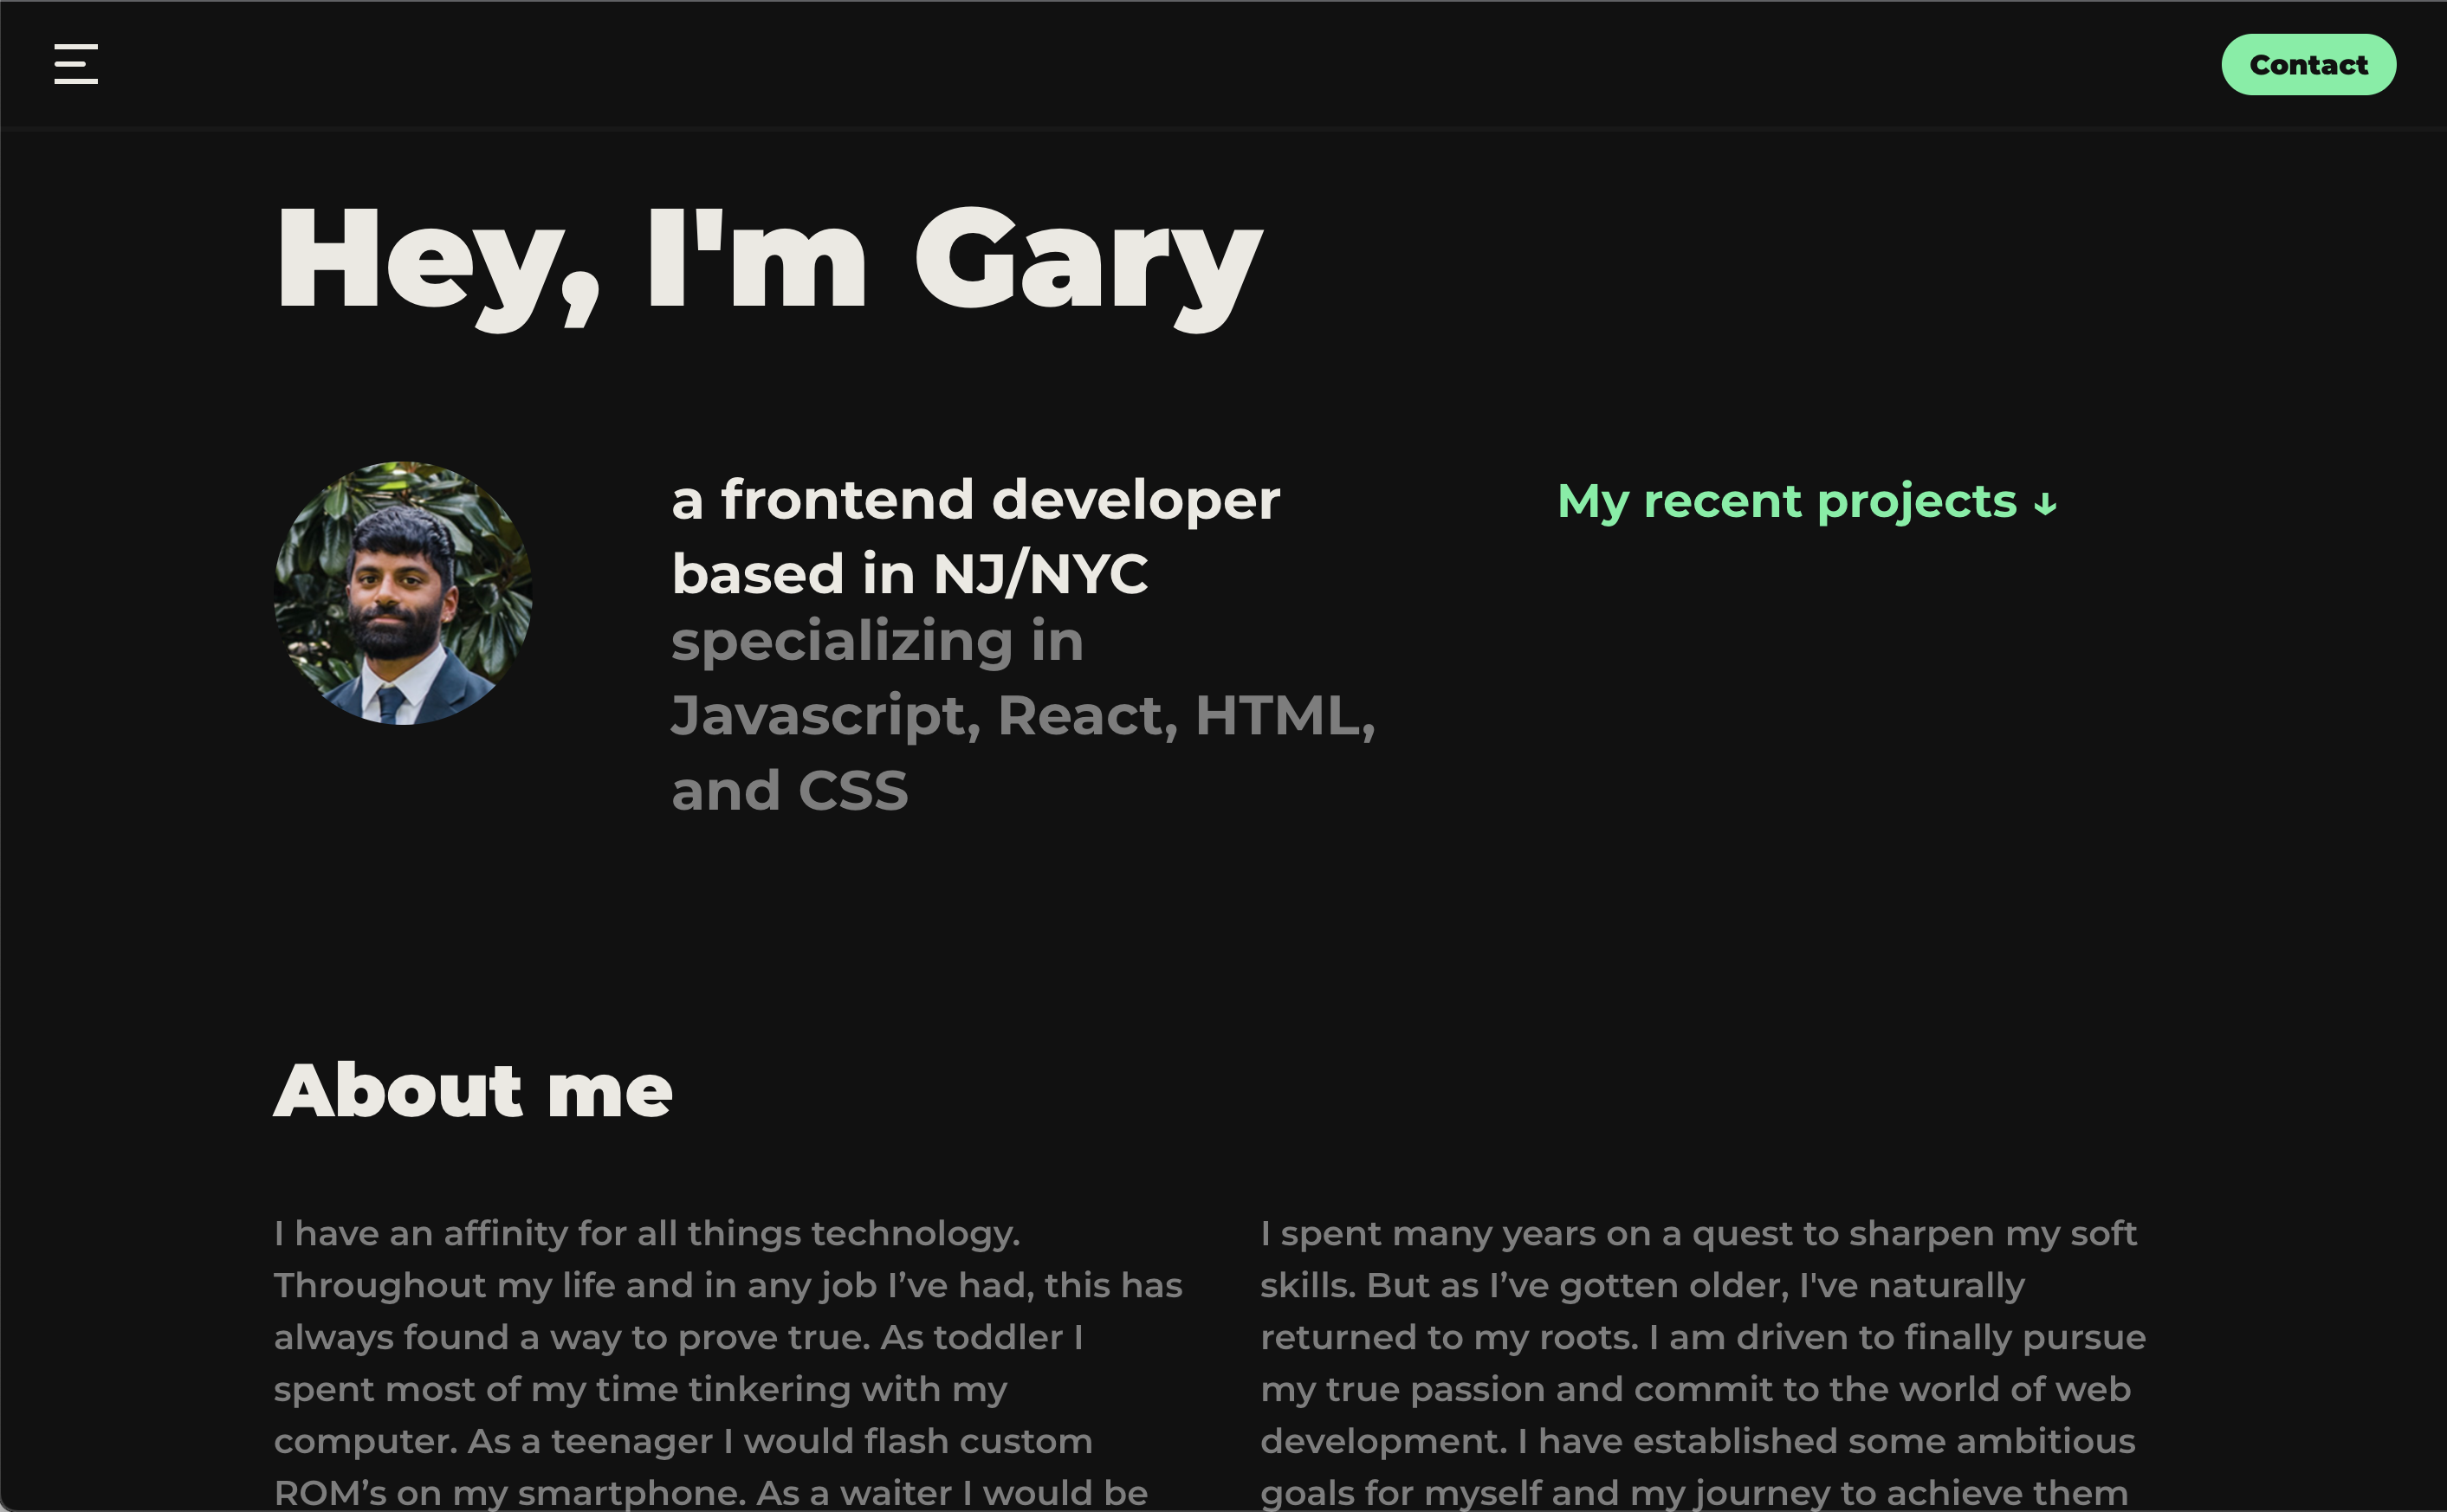 Contact
Hey, I'm Gary
a frontend developer
based in NJ/NYC
specializing in
Javascript, React, HTML,
and CSS
My recent projects ↓
About me
I have an affinity for all things technology.
Throughout my life and in any job I’ve had, this has
always found a way to prove true. As toddler I
spent most of my time tinkering with my
computer. As a teenager I would flash custom
ROM’s on my smartphone. As a waiter I would be
I spent many years on a quest to sharpen my soft
skills. But as I’ve gotten older, I've naturally
returned to my roots. I am driven to finally pursue
my true passion and commit to the world of web
development. I have established some ambitious
goals for myself and my journey to achieve them